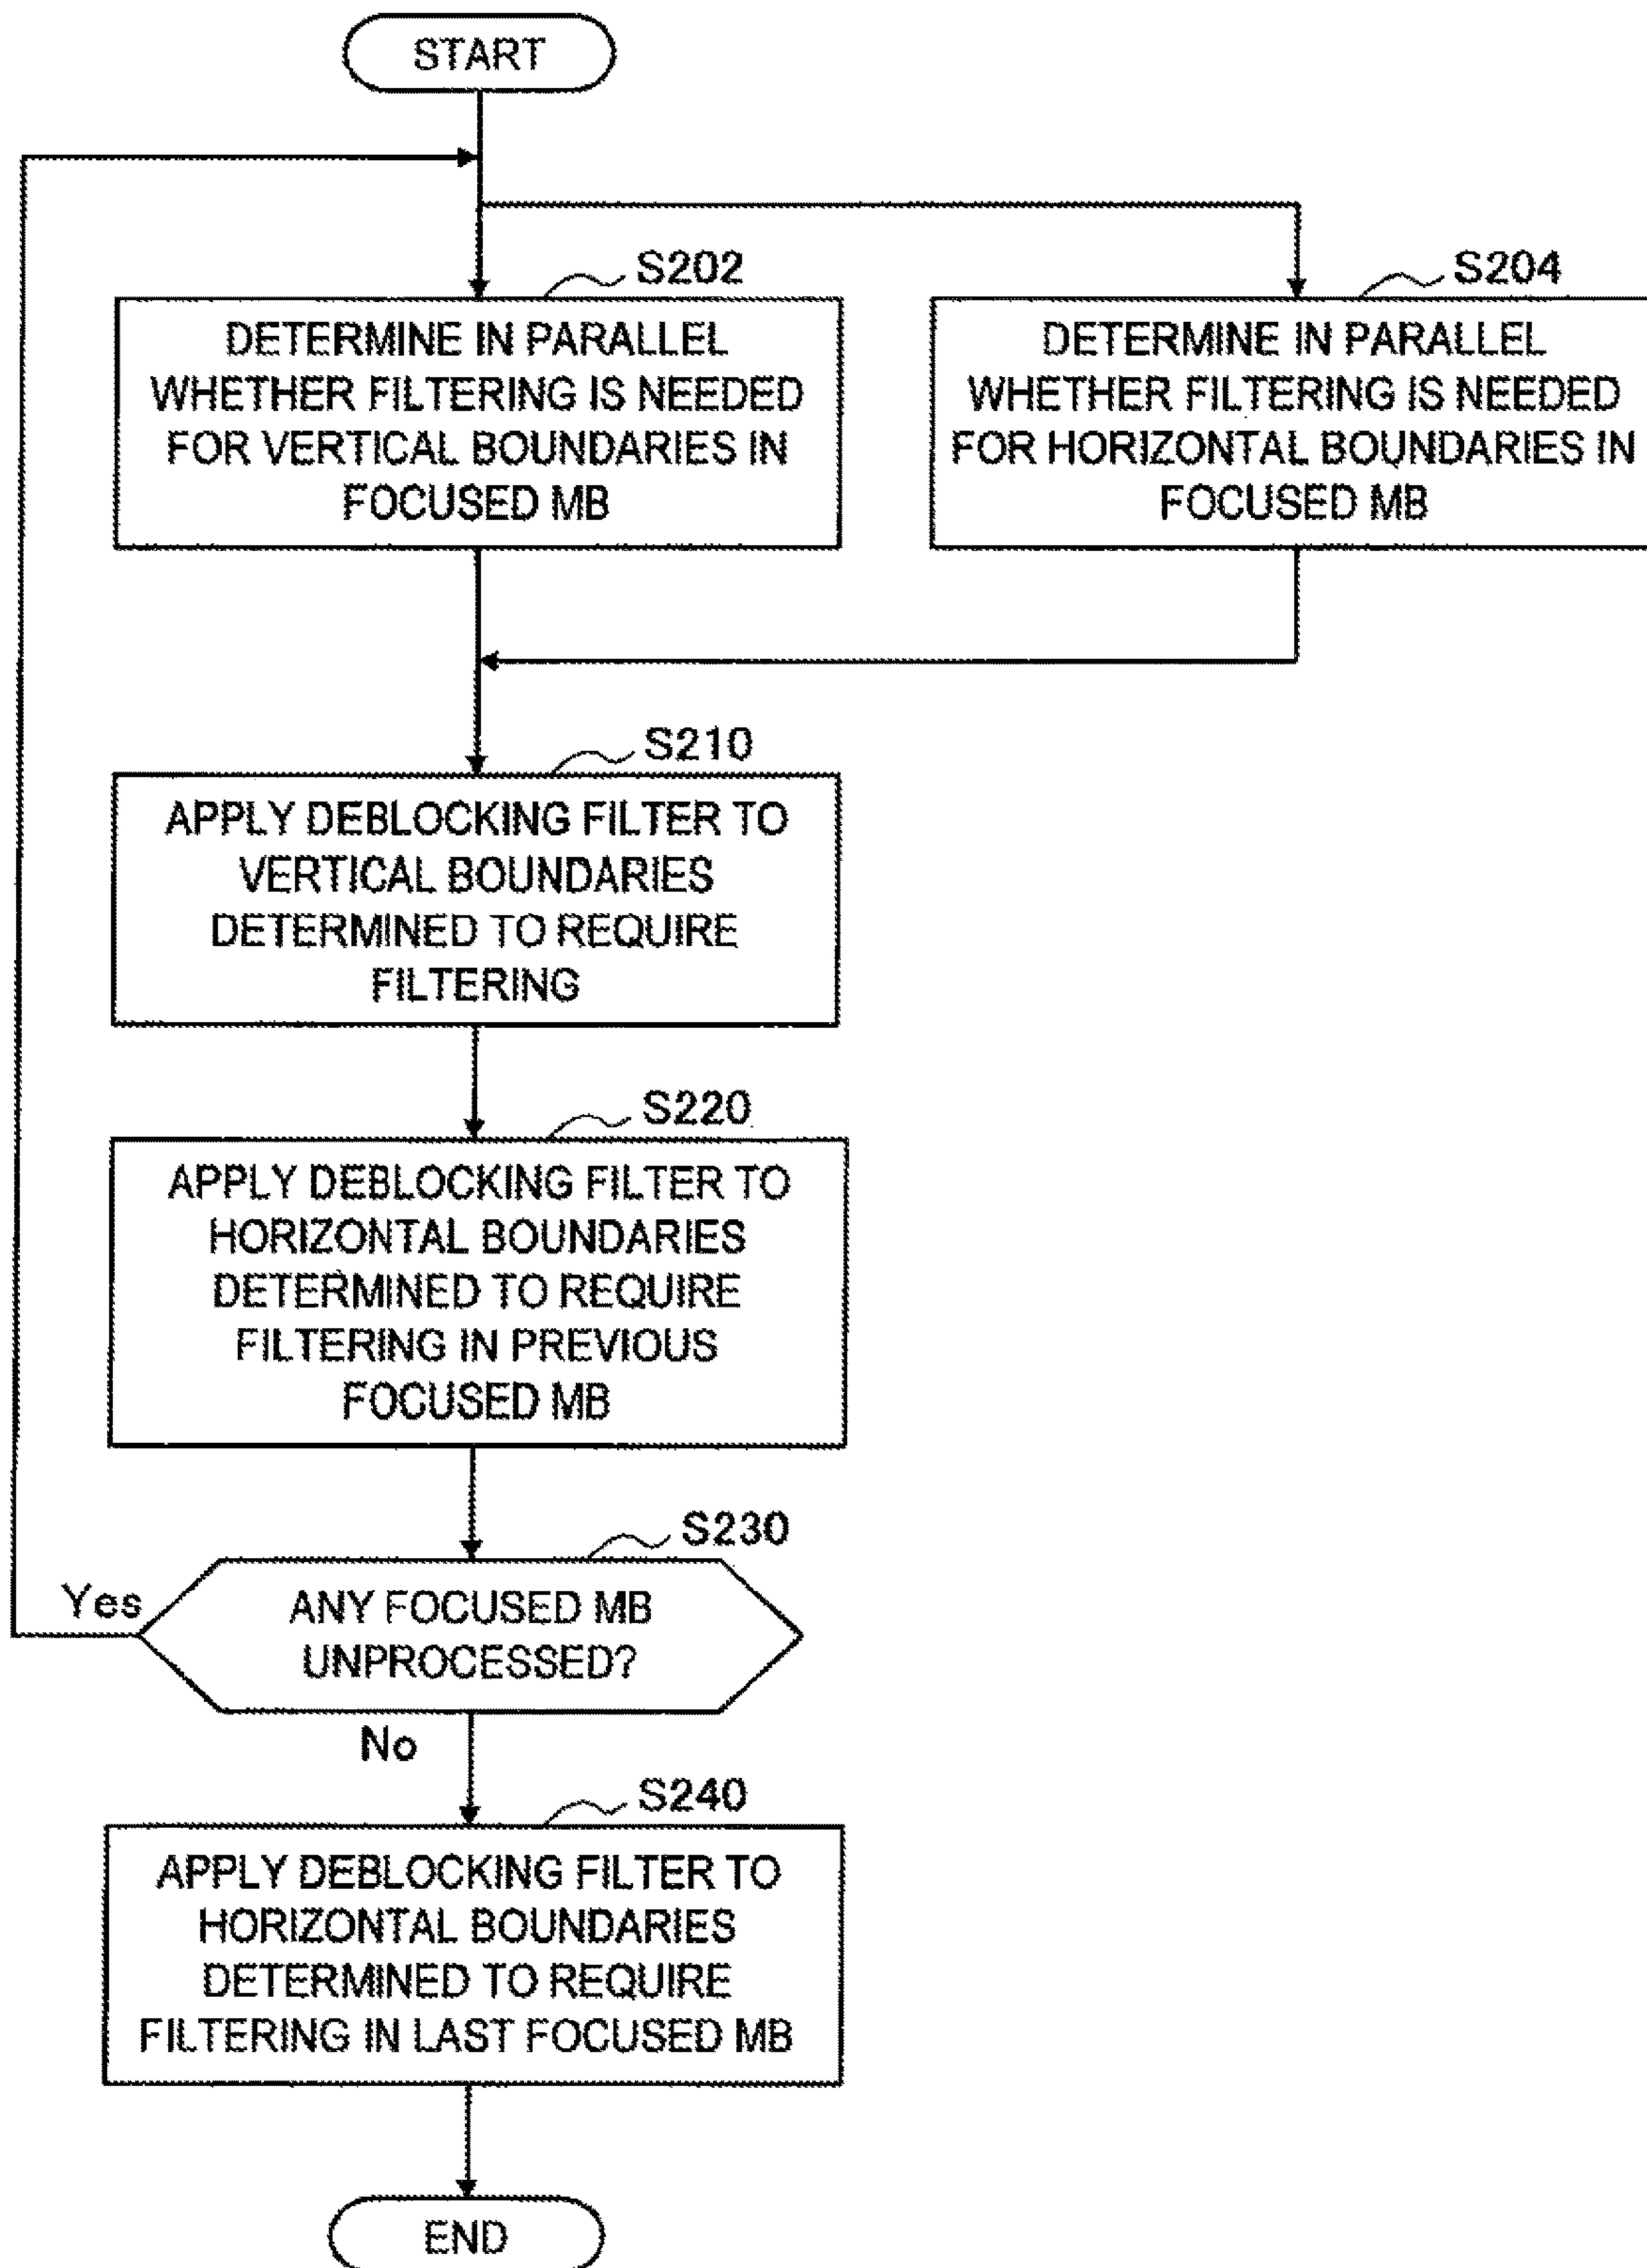 START
S202
DETERMINE IN PARALLEL
WHETHER FILTERING IS NEEDED
FOR VERTICAL BOUNDARIES IN
FOCUSED MB
S204
DETERMINE IN PARALLEL
WHETHER FILTERING IS NEEDED
FOR HORIZONTAL BOUNDARIES IN
FOCUSED MB
S210
APPLY DEBLOCKING FILTER TO
VERTICAL BOUNDARIES
DETERMINED TO REQUIRE
FILTERING
S220
APPLY DEBLOCKING FILTER TO
HORIZONTAL BOUNDARIES
DETERMINED TO REQUIRE
FILTERING IN PREVIOUS
FOCUSED MB
S230
Yes
ANY FOCUSED MB
UNPROCESSED?
No
S240
APPLY DEBLOCKING FILTER TO
HORIZONTAL BOUNDARIES
DETERMINED TO REQUIRE
FILTERING IN LAST FOCUSED MB
END